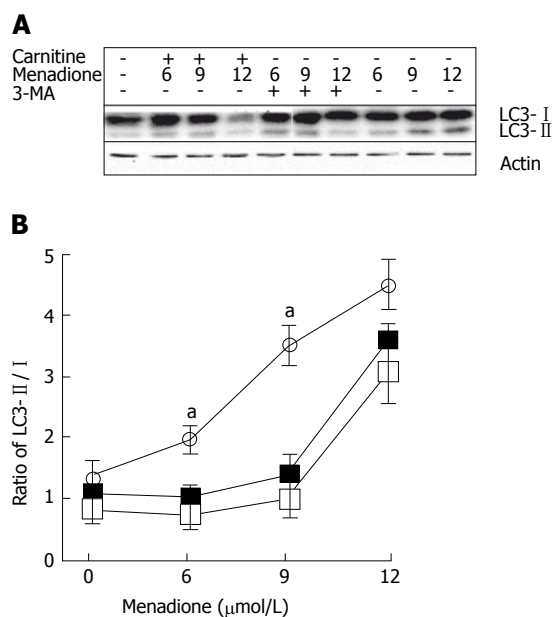 A
Carnitine - + + + - - - - - -
Menadione - 6 9 12 6 9 12 6 9 12
3-MA - - - - + + + - - -
LC3-Ⅰ
LC3-Ⅱ
Actin
B
5
4
3
2
1
0
Ratio of LC3-Ⅱ/Ⅰ
a
a
0 6 9 12
Menadione (μmol/L)